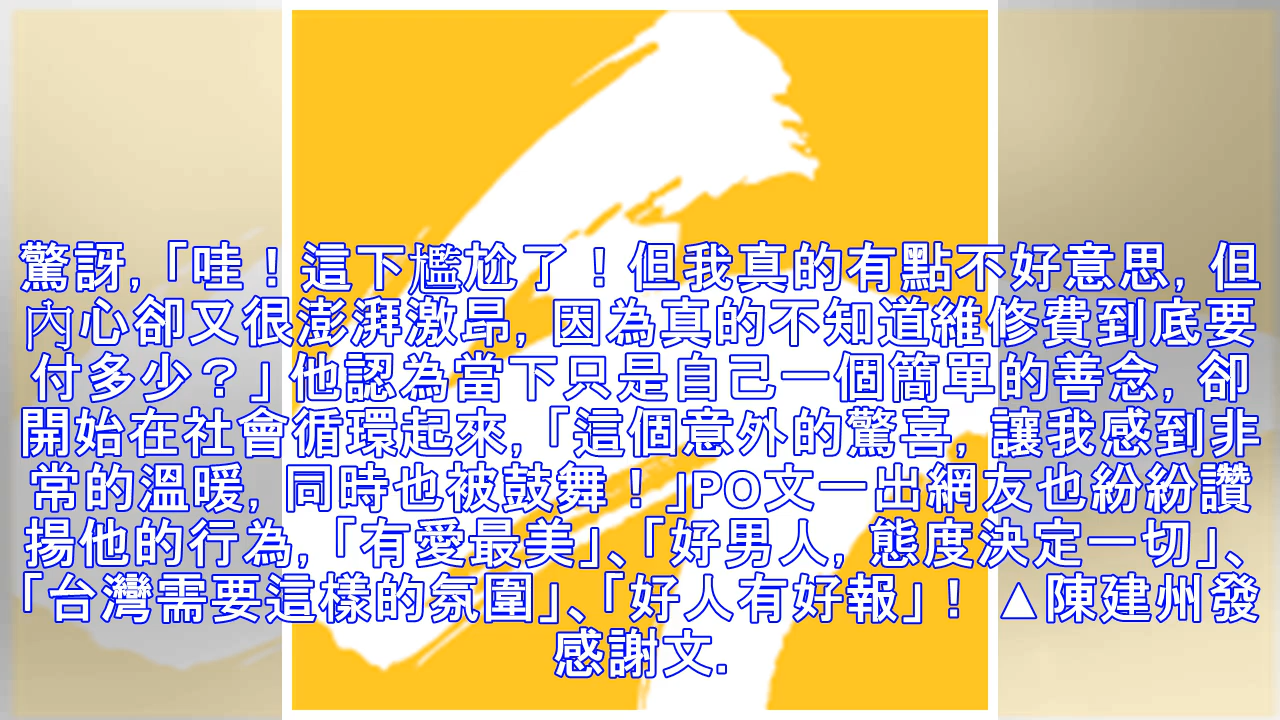 驚訝, 「哇！這下尷尬了！但我真的有點不好意思, 但
內心卻又很澎湃激昂, 因為真的不知道維修費到底要
付多少？」他認為當下只是自己一個簡單的善念, 卻
開始在社會循環起來, 「這個意外的驚喜, 讓我感到非
常的溫暖, 同時也被鼓舞！」PO文一出網友也紛紛讚
揚他的行為, 「有愛最美」、「好男人, 態度決定一切」、
「台灣需要這樣的氛圍」、「好人有好報」！ ▲陳建州發
感謝文.